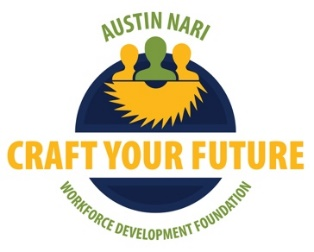 AUSTIN NARI
CRAFT YOUR FUTURE
WORKFORCE DEVELOPMENT FOUNDATION